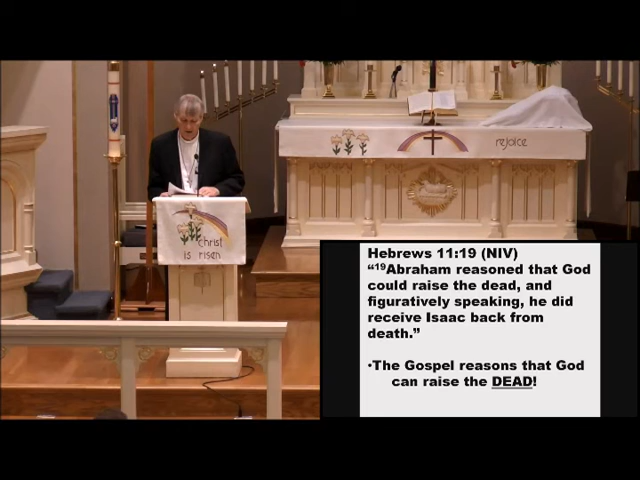 rejoice
christ
is risen
Hebrews 11:19 (NIV)
“¹⁹Abraham reasoned that God
could raise the dead, and
figuratively speaking, he did
receive Isaac back from
death.”
•The Gospel reasons that God
can raise the DEAD!